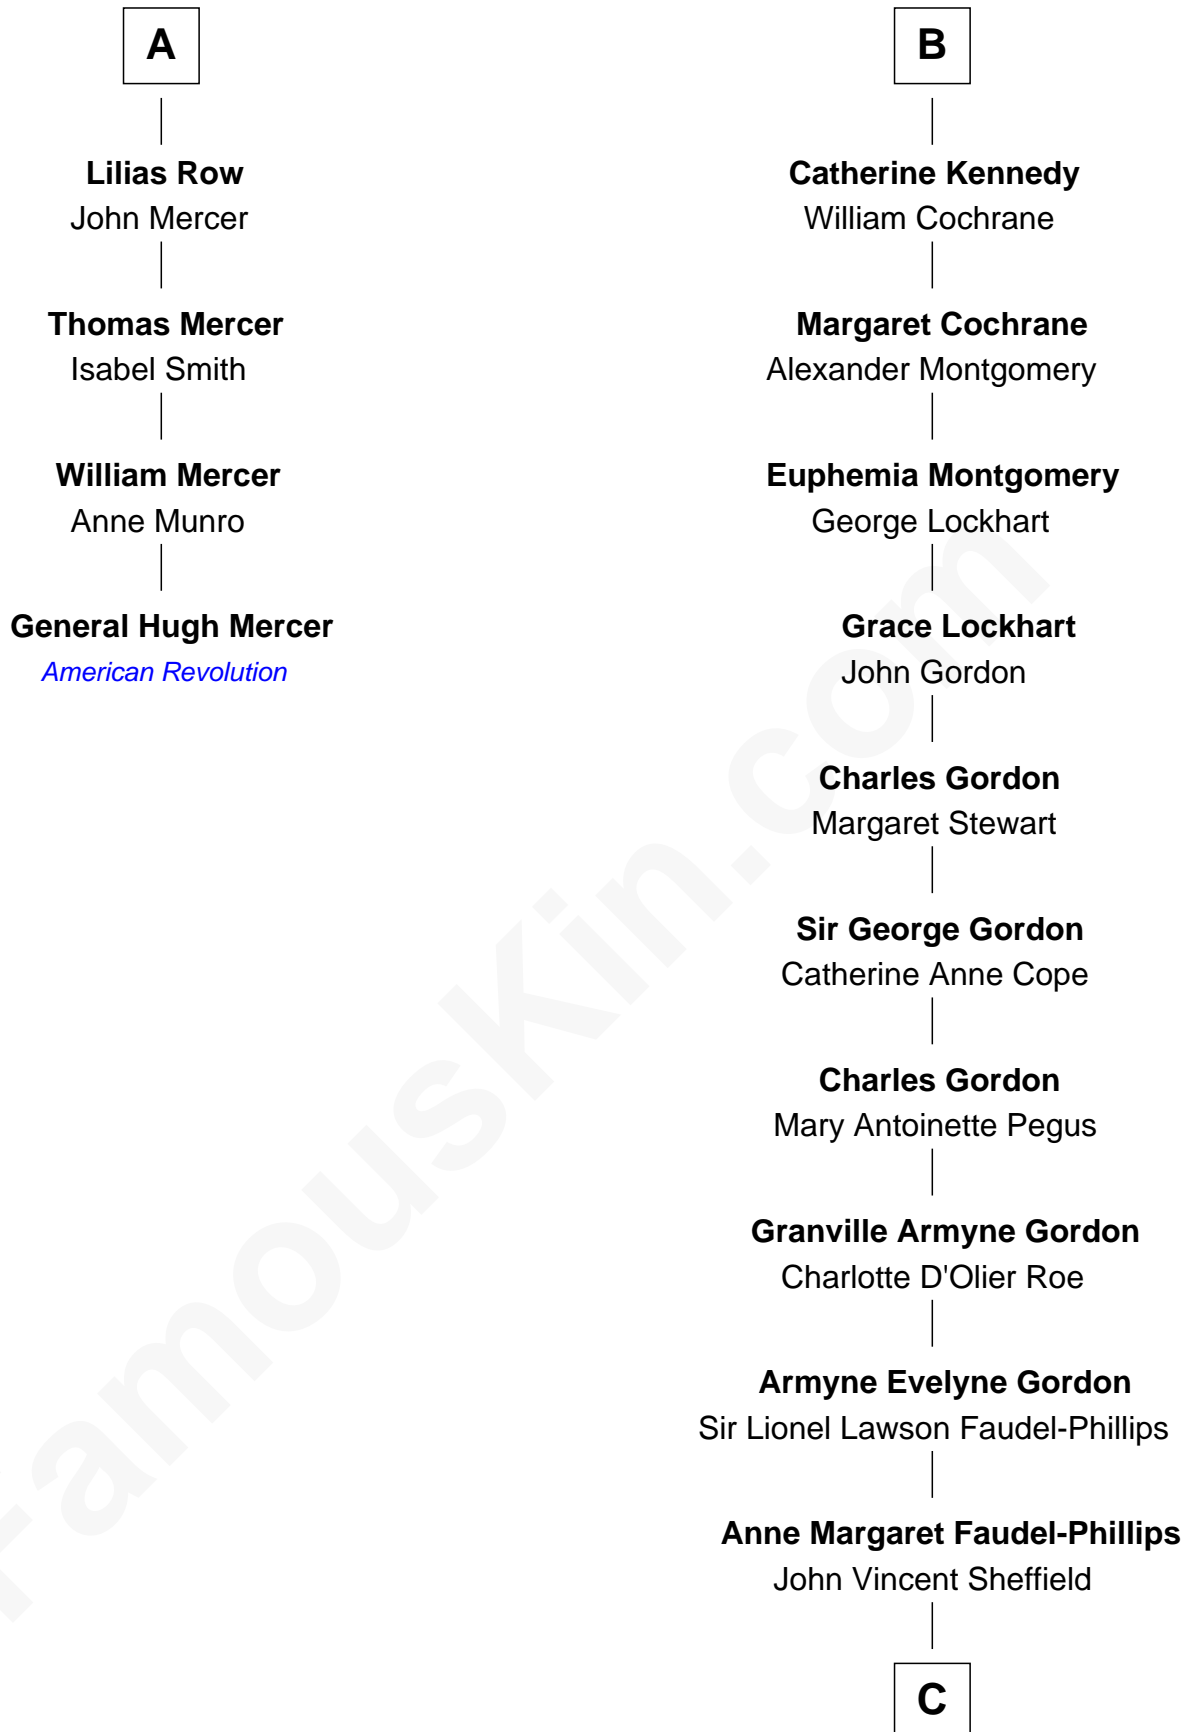 A
Lilias Row
John Mercer
Thomas Mercer
Isabel Smith
William Mercer
Anne Munro
General Hugh Mercer
American Revolution
B
Catherine Kennedy
William Cochrane
Margaret Cochrane
Alexander Montgomery
Euphemia Montgomery
George Lockhart
Grace Lockhart
John Gordon
Charles Gordon
Margaret Stewart
Sir George Gordon
Catherine Anne Cope
Charles Gordon
Mary Antoinette Pegus
Granville Armyne Gordon
Charlotte D'Olier Roe
Armyne Evelyne Gordon
Sir Lionel Lawson Faudel-Phillips
Anne Margaret Faudel-Phillips
John Vincent Sheffield
C
FamousKin.com